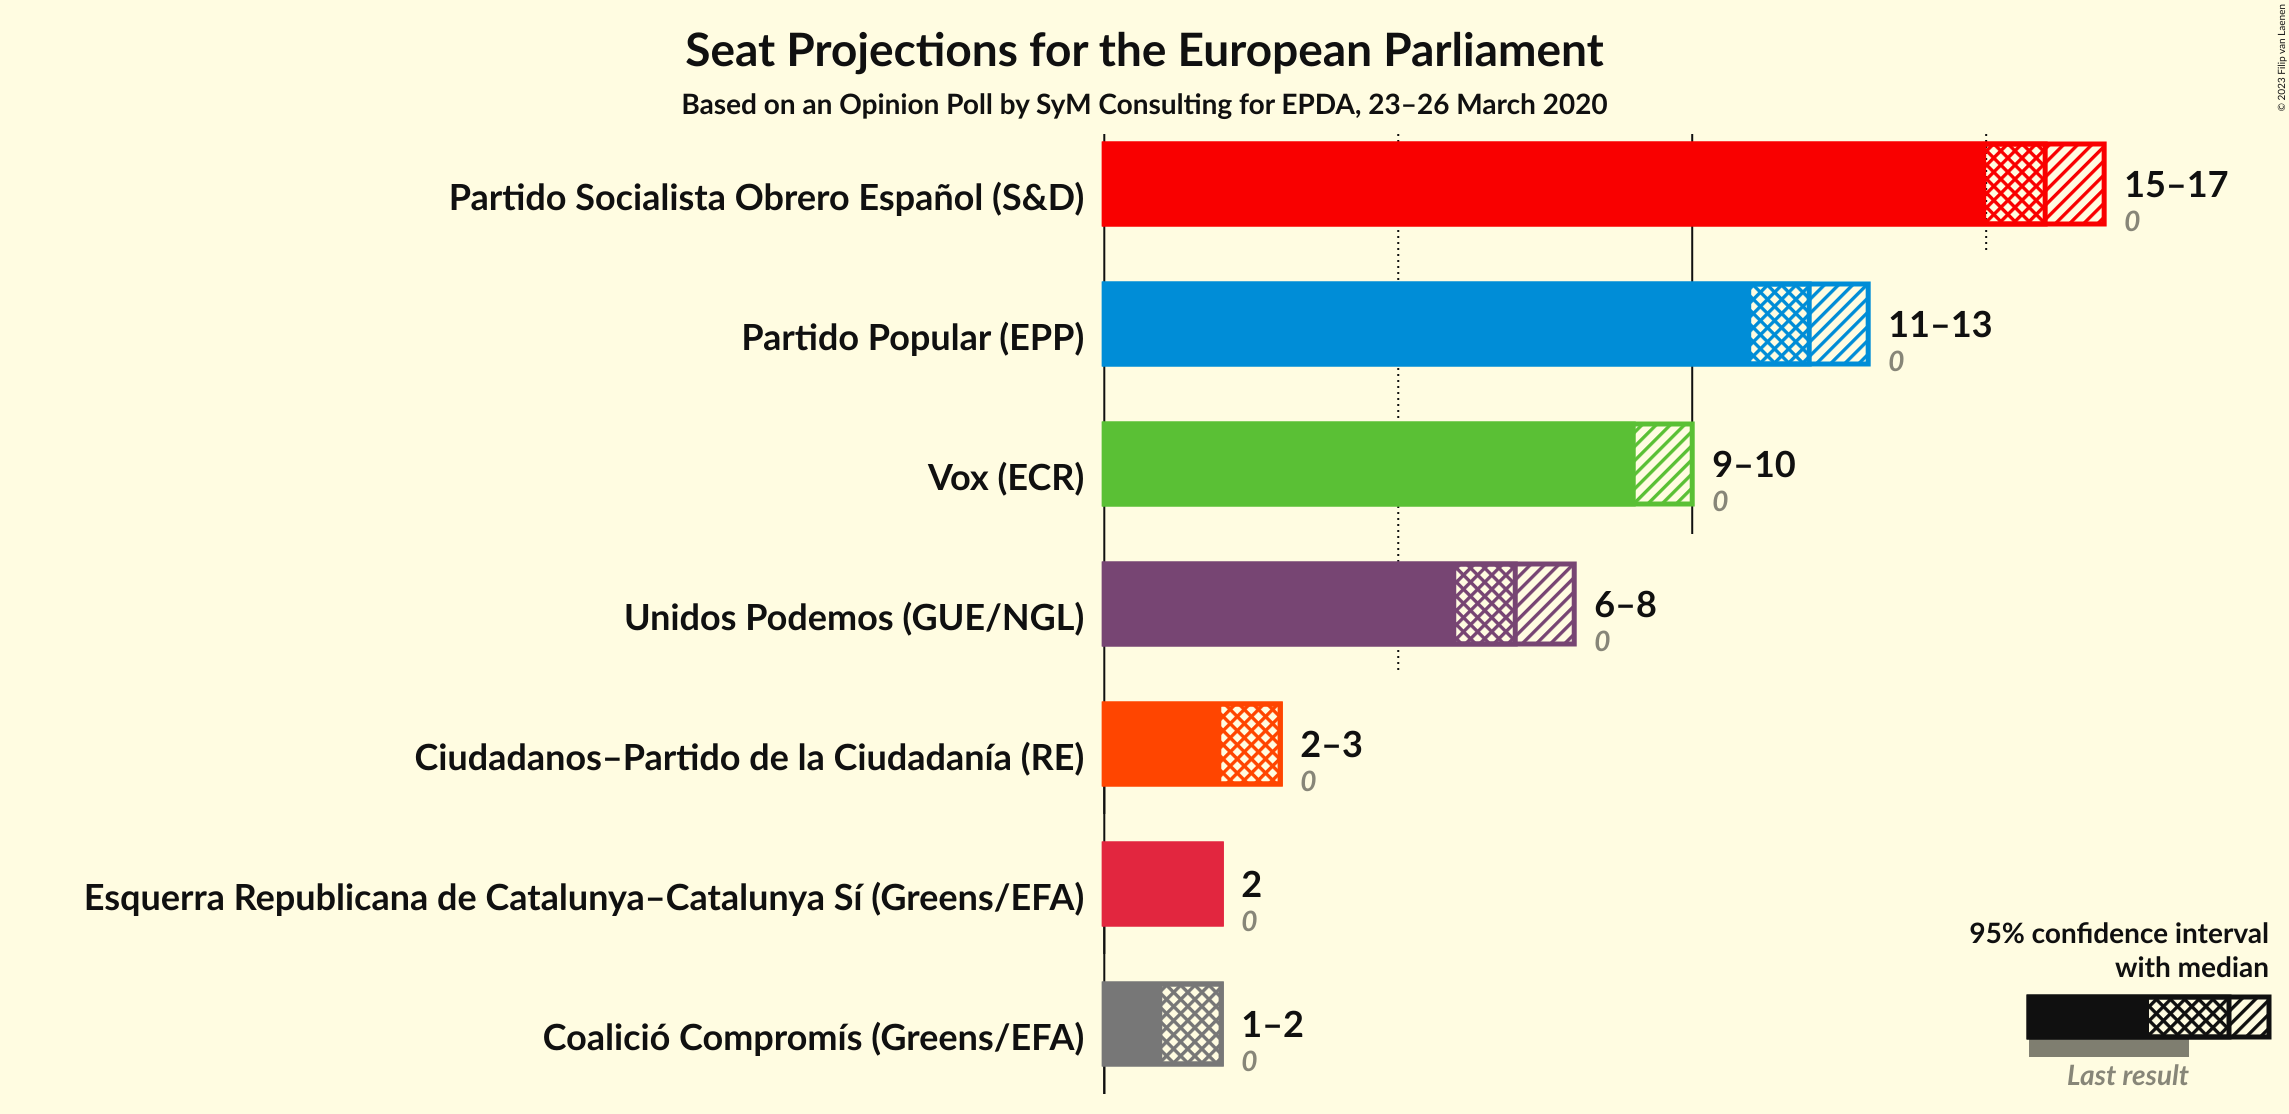 Seat Projections for the European Parliament
Based on an Opinion Poll by SyM Consulting for EPDA, 23–26 March 2020
© 2023 Filip van Laenen
Partido Socialista Obrero Español (S&D)
15–17
0
Partido Popular (EPP)
11–13
0
Vox (ECR)
9–10
0
Unidos Podemos (GUE/NGL)
6–8
0
Ciudadanos–Partido de la Ciudadanía (RE)
2–3
0
Esquerra Republicana de Catalunya–Catalunya Sí (Greens/EFA)
2
0
Coalició Compromís (Greens/EFA)
1–2
0
95% confidence interval
with median
Last result